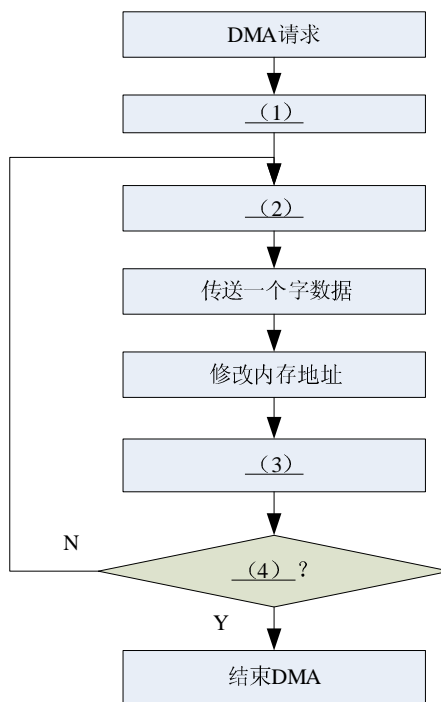 DMA请求
（1）
（2）
传送一个字数据
修改内存地址
（3）
N
（4）？
Y
结束DMA